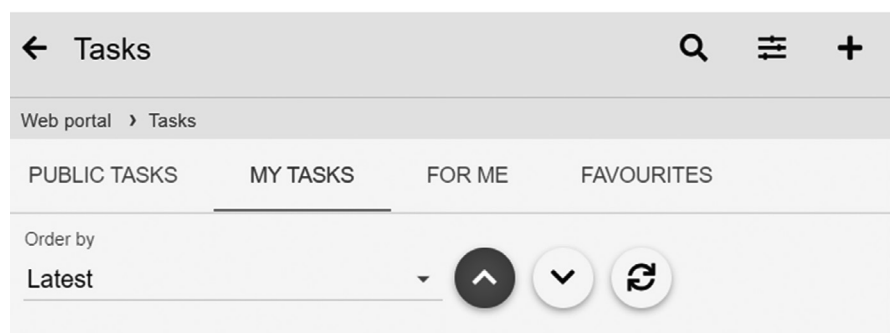 Tasks
Web portal › Tasks
PUBLIC TASKS MY TASKS FOR ME FAVOURITES
Order by
Latest